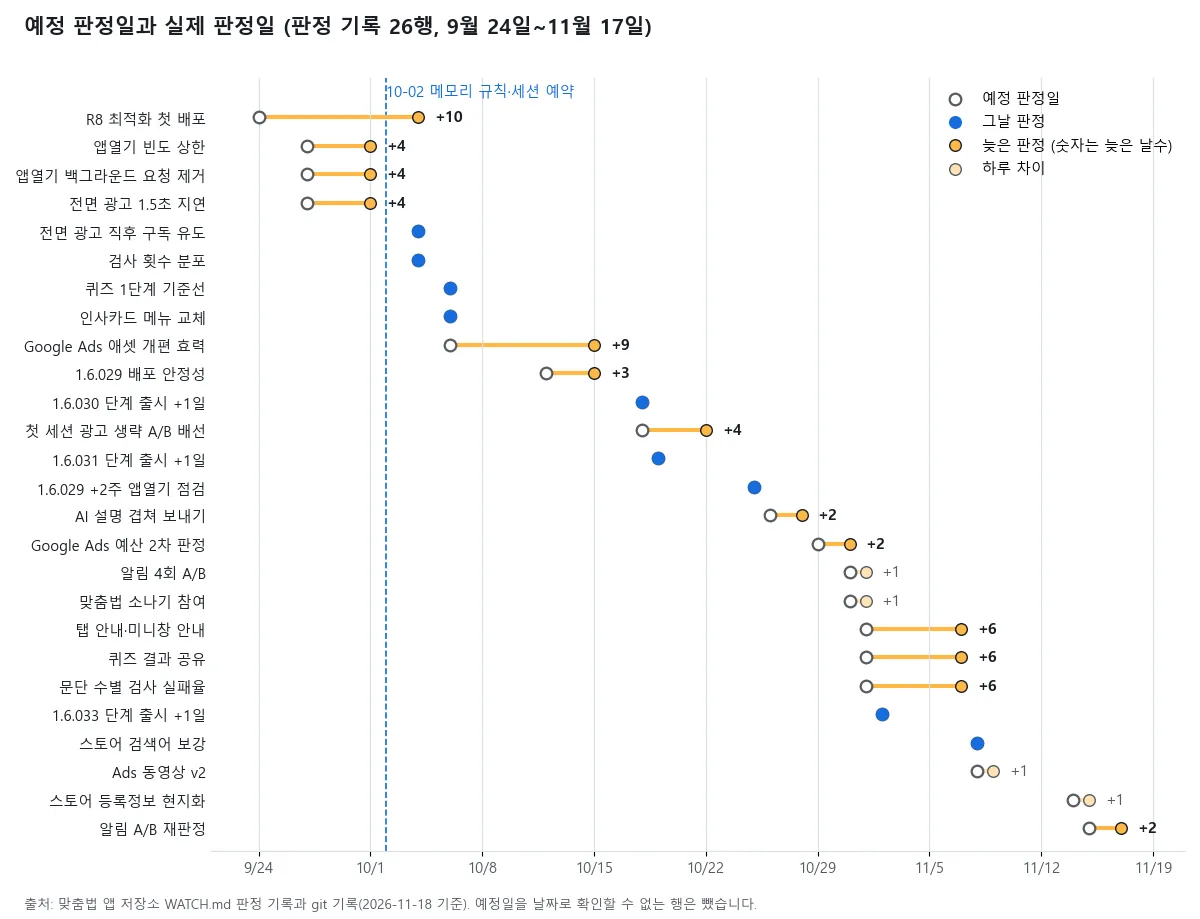 예정 판정일과 실제 판정일 (판정 기록 26행, 9월 24일~11월 17일)
10-02 메모리 규칙·세션 예약
예정 판정일
그날 판정
늦은 판정 (숫자는 늦은 날수)
하루 차이
R8 최적화 첫 배포 +10
앱열기 빈도 상한 +4
앱열기 백그라운드 요청 제거 +4
전면 광고 1.5초 지연 +4
전면 광고 직후 구독 유도
검사 횟수 분포
퀴즈 1단계 기준선
인사카드 메뉴 교체
Google Ads 애셋 개편 효력 +9
1.6.029 배포 안정성 +3
1.6.030 단계 출시 +1일
첫 세션 광고 생략 A/B 배선 +4
1.6.031 단계 출시 +1일
1.6.029 +2주 앱열기 점검
AI 설명 겹쳐 보내기 +2
Google Ads 예산 2차 판정 +2
알림 4회 A/B +1
맞춤법 소나기 참여 +1
탭 안내·미니창 안내 +6
퀴즈 결과 공유 +6
문단 수별 검사 실패율 +6
1.6.033 단계 출시 +1일
스토어 검색어 보강
Ads 동영상 v2 +1
스토어 등록정보 현지화 +1
알림 A/B 재판정 +2
9/24 10/1 10/8 10/15 10/22 10/29 11/5 11/12 11/19
출처: 맞춤법 앱 저장소 WATCH.md 판정 기록과 git 기록(2026-11-18 기준). 예정일을 날짜로 확인할 수 없는 행은 뺐습니다.